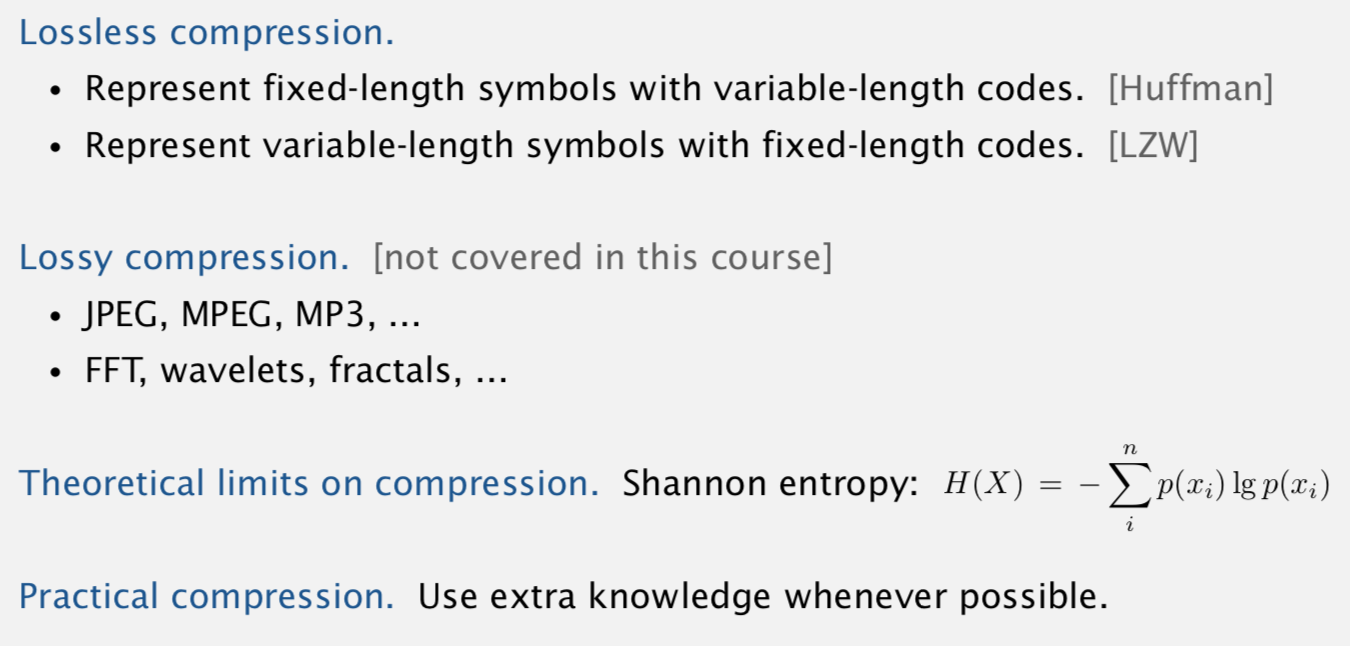 Lossless compression.
• Represent fixed-length symbols with variable-length codes. [Huffman]
• Represent variable-length symbols with fixed-length codes. [LZW]
Lossy compression. [not covered in this course]
• JPEG, MPEG, MP3, ...
• FFT, wavelets, fractals, ...
Theoretical limits on compression. Shannon entropy: $H(X) = -\sum_{i}^{n} p(x_i) \lg p(x_i)$
Practical compression. Use extra knowledge whenever possible.